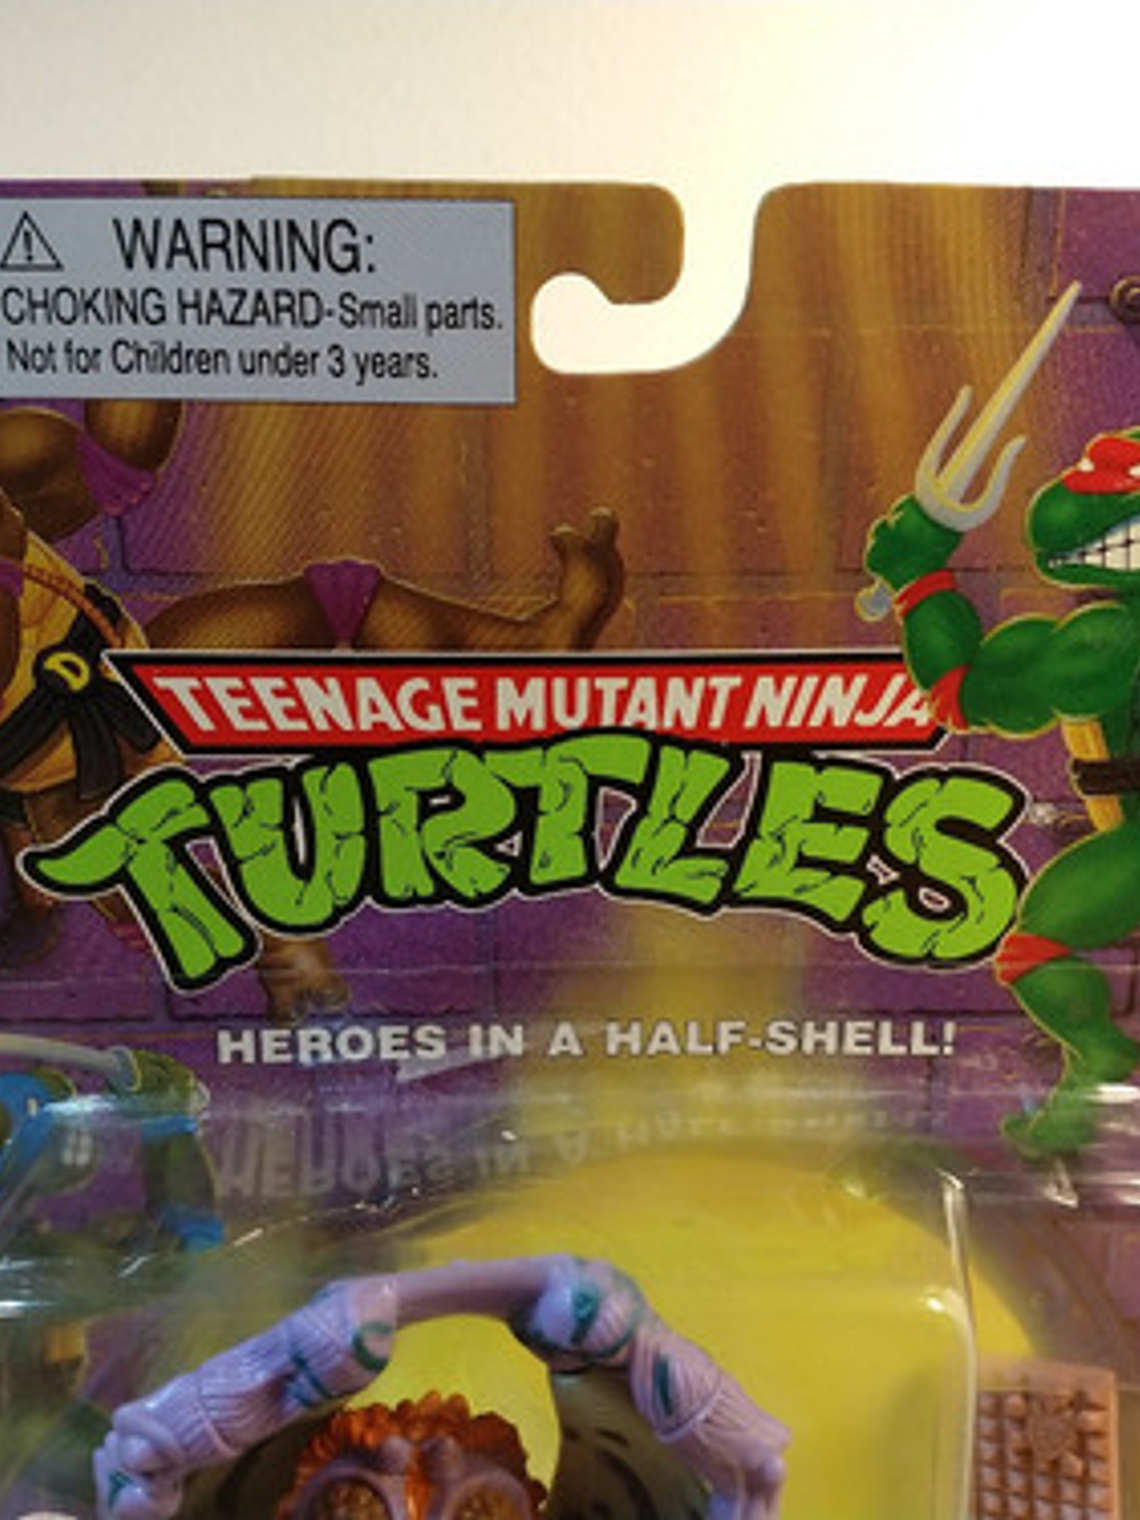 WARNING:
CHOKING HAZARD-Small parts.
Not for Children under 3 years.
D
TEENAGE MUTANT NINJA
TURTLES
HEROES IN A HALF-SHELL!